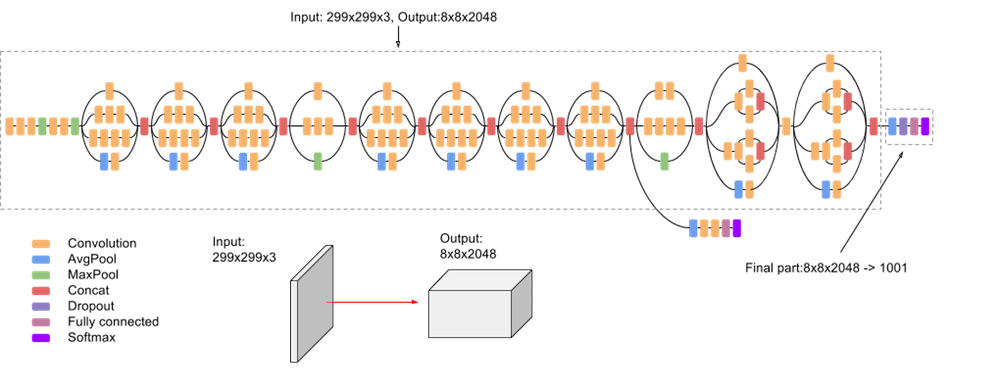 Input: 299x299x3, Output:8x8x2048
Convolution
AvgPool
MaxPool
Concat
Dropout
Fully connected
Softmax
Input:
299x299x3
Output:
8x8x2048
Final part:8x8x2048 -> 1001